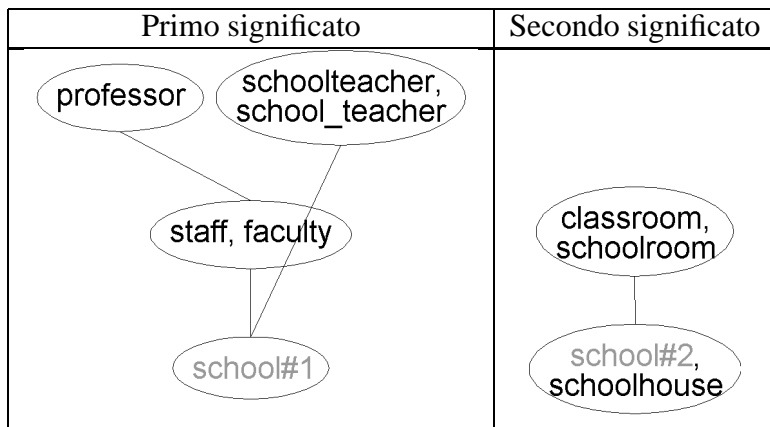 Primo significato
Secondo significato
professor
schoolteacher,
school_teacher
staff, faculty
school#1
classroom,
schoolroom
school#2,
schoolhouse